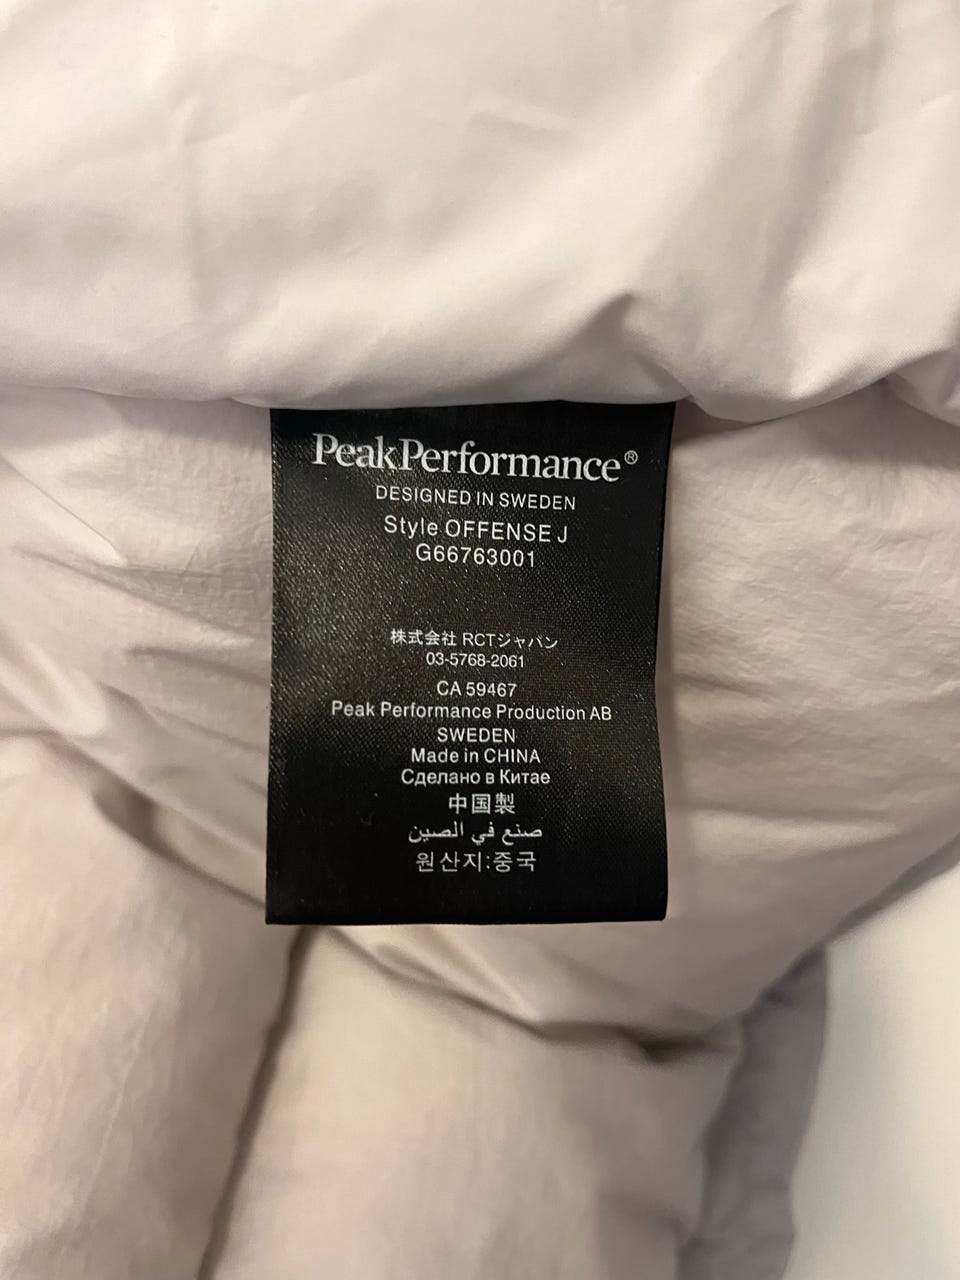 PeakPerformance®
DESIGNED IN SWEDEN
Style OFFENSE J
G66763001
株式会社 RCTジャパン
03-5768-2061
CA 59467
Peak Performance Production AB
SWEDEN
Made in CHINA
Сделано в Китае
中国製
صنع في الصين
원산지:중국